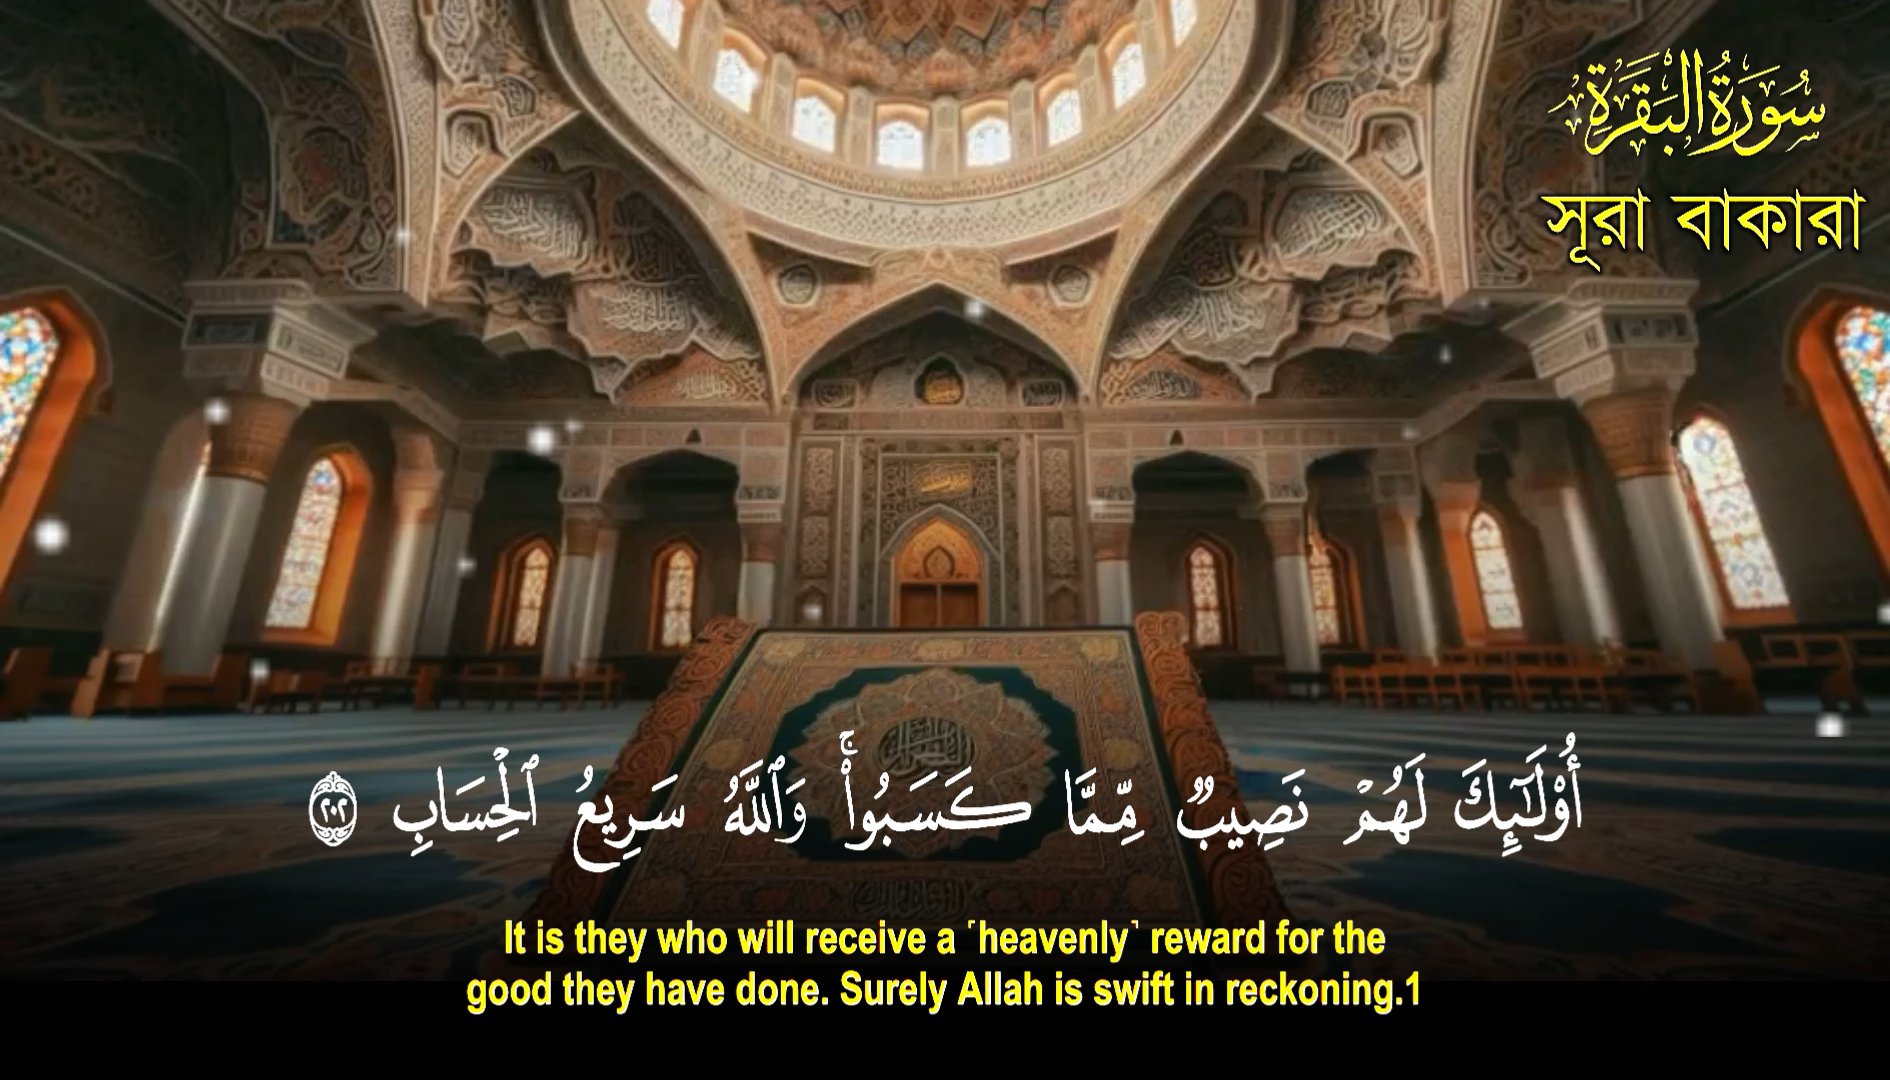 سُورَةُ البَقَرَةِ
সূরা বাকারা
أُوْلَـٰٓئِكَ لَهُمۡ نَصِيبٞ مِّمَّا كَسَبُواْۚ وَٱللَّهُ سَرِيعُ ٱلۡحِسَابِ ٢٠٢
It is they who will receive a ˹heavenly˺ reward for the
good they have done. Surely Allah is swift in reckoning.1